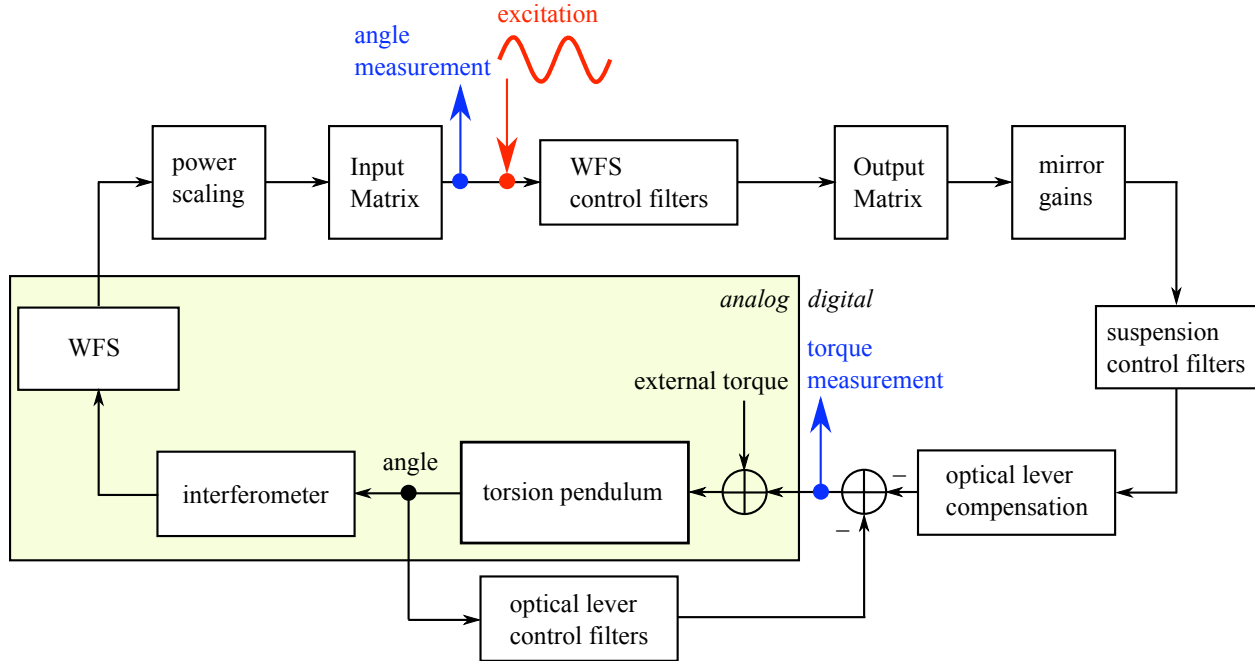 excitation
angle
measurement
power
scaling
Input
Matrix
WFS
control filters
Output
Matrix
mirror
gains
analog
digital
WFS
suspension
control filters
torque
measurement
external torque
angle
interferometer
torsion pendulum
−
−
optical lever
compensation
optical lever
control filters